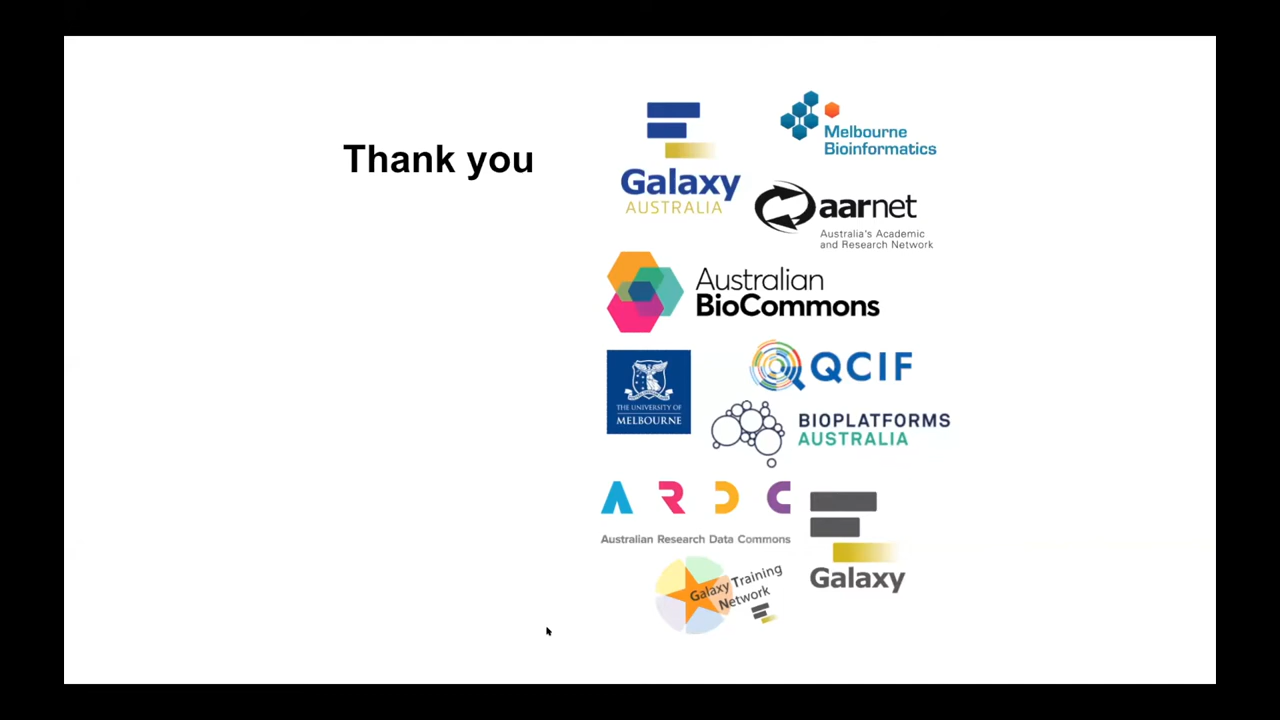 Thank you
Galaxy
AUSTRALIA
Melbourne
Bioinformatics
aarnet
Australia's Academic
and Research Network
Australian
BioCommons
THE UNIVERSITY OF
MELBOURNE
QCIF
BIOPLATFORMS
AUSTRALIA
ARDC
Australian Research Data Commons
Galaxy
Galaxy Training
Network